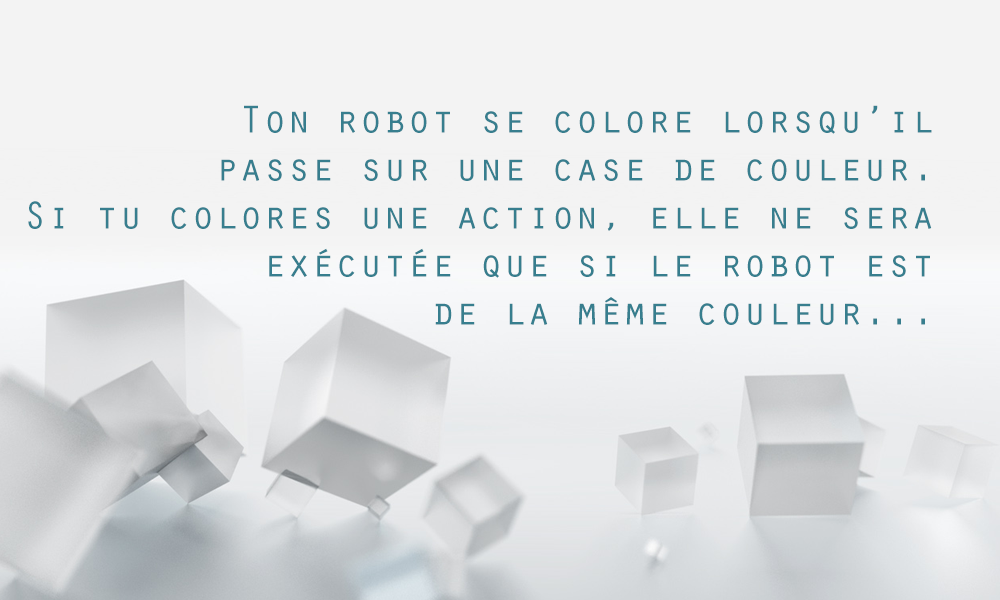 Ton robot se colore lorsqu’il
passe sur une case de couleur.
Si tu colores une action, elle ne sera
exécutée que si le robot est
de la même couleur...